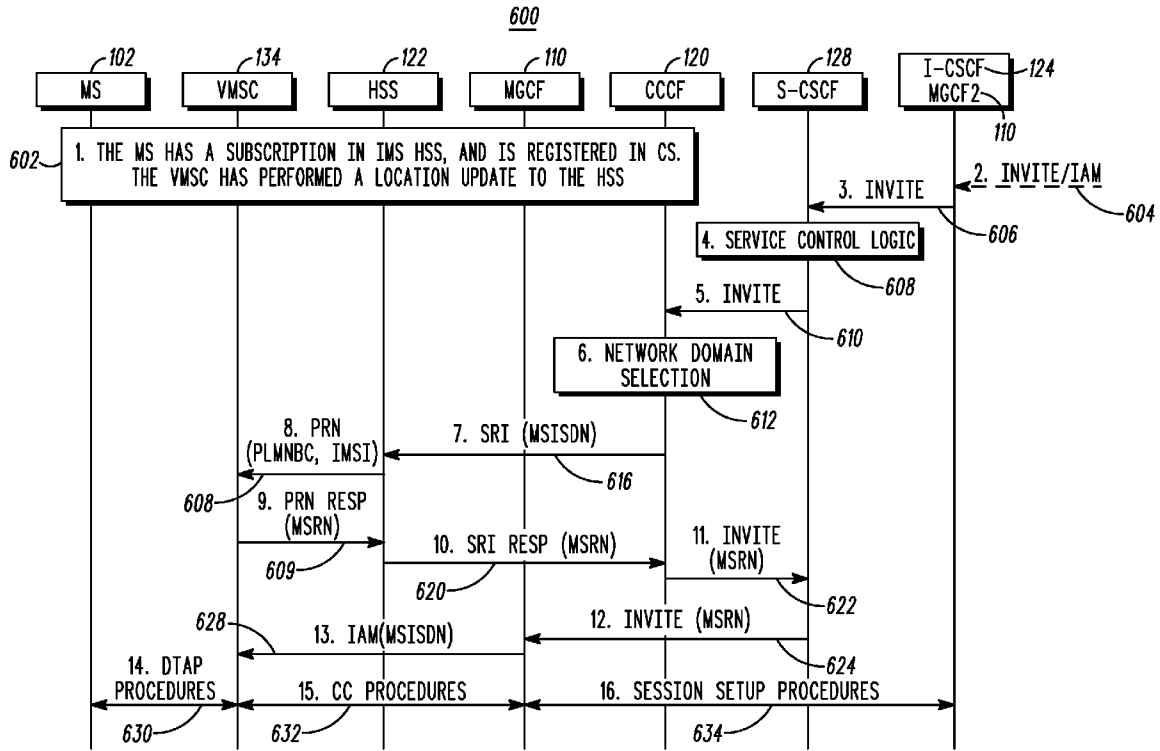 600
102
134
122
110
120
128
MS
VMSC
HSS
MGCF
CCCF
S-CSCF
I-CSCF
MGCF2
124
110
602
1. THE MS HAS A SUBSCRIPTION IN IMS HSS, AND IS REGISTERED IN CS.
THE VMSC HAS PERFORMED A LOCATION UPDATE TO THE HSS
2. INVITE/IAM
604
3. INVITE
606
4. SERVICE CONTROL LOGIC
608
5. INVITE
610
6. NETWORK DOMAIN
SELECTION
612
7. SRI (MSISDN)
616
8. PRN
(PLMNBC, IMSI)
608
9. PRN RESP
(MSRN)
609
10. SRI RESP (MSRN)
620
11. INVITE
(MSRN)
622
12. INVITE (MSRN)
624
628
13. IAM(MSISDN)
14. DTAP
PROCEDURES
630
15. CC PROCEDURES
632
16. SESSION SETUP PROCEDURES
634